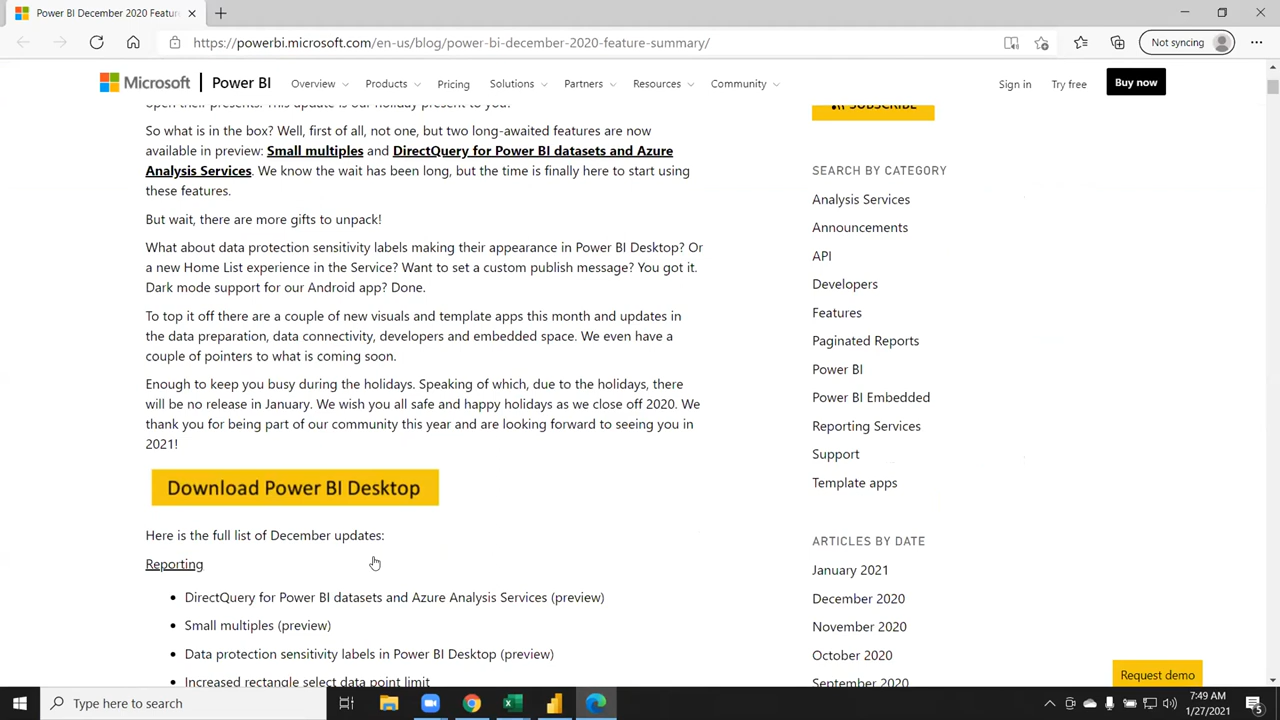 Power BI December 2020 Featur
https://powerbi.microsoft.com/en-us/blog/power-bi-december-2020-feature-summary/
Not syncing
Microsoft
Power BI
Overview
Products
Pricing
Solutions
Partners
Resources
Community
Sign in
Try free
Buy now
open their presents. This update is our holiday present to you!
So what is in the box? Well, first of all, not one, but two long-awaited features are now
available in preview: Small multiples and DirectQuery for Power BI datasets and Azure
Analysis Services. We know the wait has been long, but the time is finally here to start using
these features.
But wait, there are more gifts to unpack!
What about data protection sensitivity labels making their appearance in Power BI Desktop? Or
a new Home List experience in the Service? Want to set a custom publish message? You got it.
Dark mode support for our Android app? Done.
To top it off there are a couple of new visuals and template apps this month and updates in
the data preparation, data connectivity, developers and embedded space. We even have a
couple of pointers to what is coming soon.
Enough to keep you busy during the holidays. Speaking of which, due to the holidays, there
will be no release in January. We wish you all safe and happy holidays as we close off 2020. We
thank you for being part of our community this year and are looking forward to seeing you in
2021!
Download Power BI Desktop
Here is the full list of December updates:
Reporting
• DirectQuery for Power BI datasets and Azure Analysis Services (preview)
• Small multiples (preview)
• Data protection sensitivity labels in Power BI Desktop (preview)
• Increased rectangle select data point limit
SUBSCRIBE
SEARCH BY CATEGORY
Analysis Services
Announcements
API
Developers
Features
Paginated Reports
Power BI
Power BI Embedded
Reporting Services
Support
Template apps
ARTICLES BY DATE
January 2021
December 2020
November 2020
October 2020
September 2020
Request demo
Type here to search
7:49 AM
1/27/2021
5